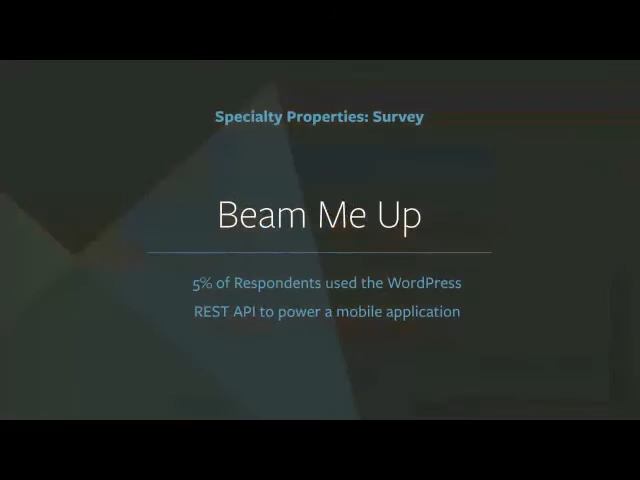 Specialty Properties: Survey
Beam Me Up
5% of Respondents used the WordPress
REST API to power a mobile application